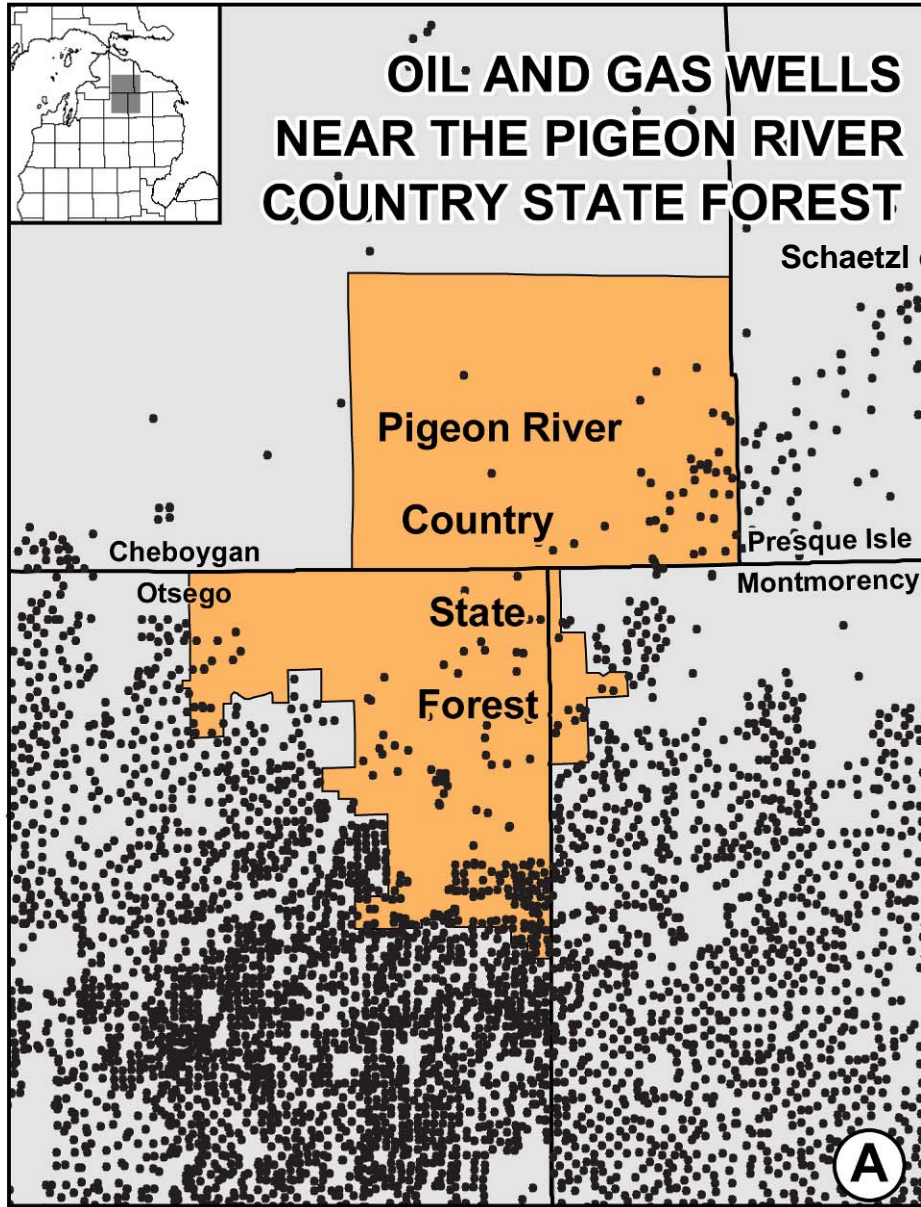 OIL AND GAS WELLS
NEAR THE PIGEON RIVER
COUNTRY STATE FOREST
Schaetzl
Pigeon River
Country
Cheboygan
Presque Isle
Otsego
Montmorency
State
Forest
A